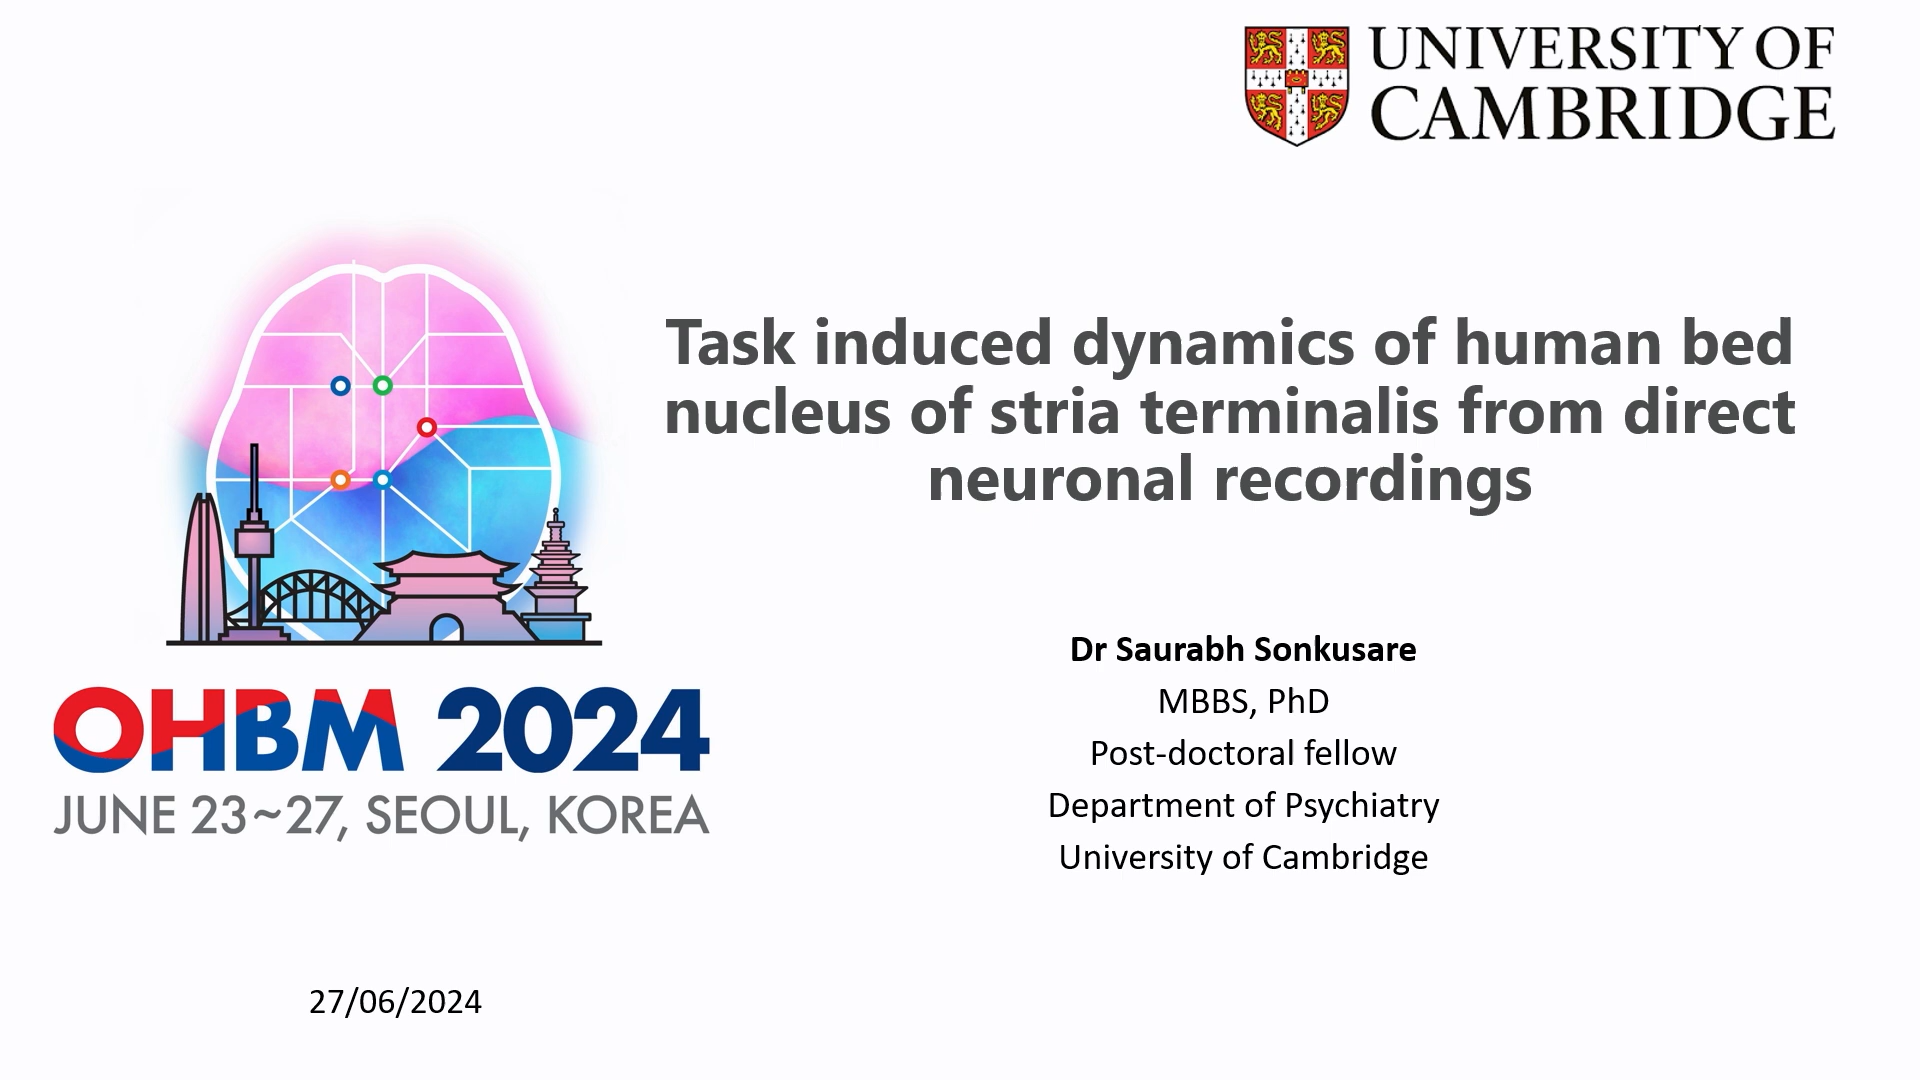 UNIVERSITY OF
CAMBRIDGE
Task induced dynamics of human bed
nucleus of stria terminalis from direct
neuronal recordings
Dr Saurabh Sonkusare
MBBS, PhD
Post-doctoral fellow
Department of Psychiatry
University of Cambridge
OHBM 2024
JUNE 23~27, SEOUL, KOREA
27/06/2024